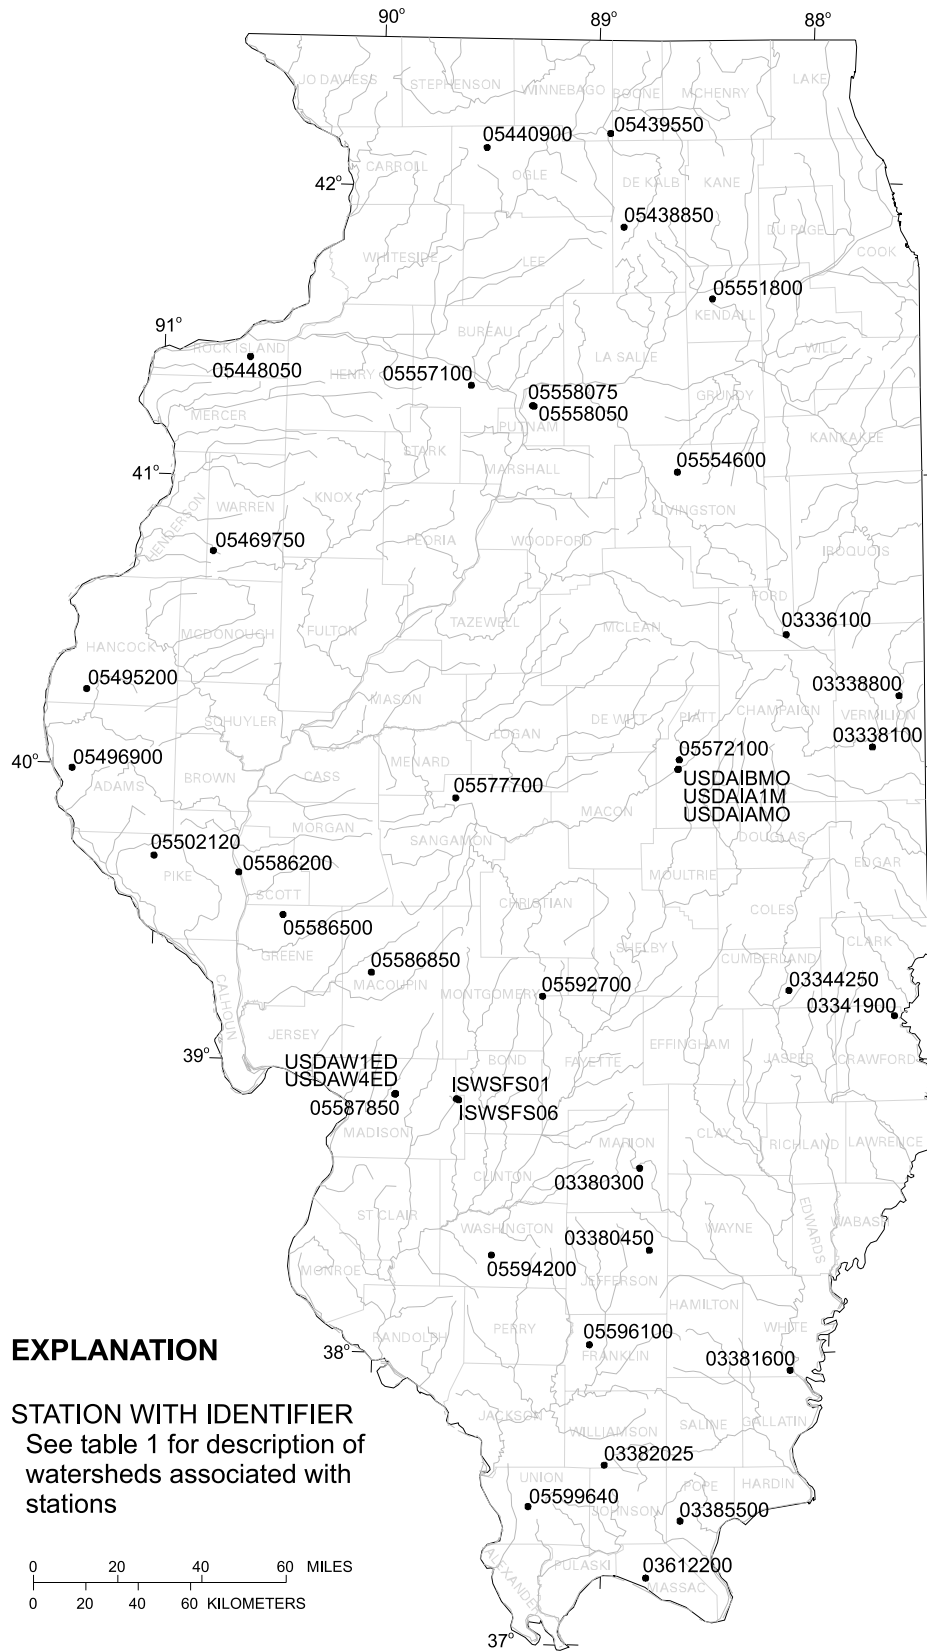 90°
89°
88°
JO DAVIESS
STEPHENSON
WINNEBAGO
BOONE
MCHENRY
LAKE
05440900
05439550
CARROLL
OGLE
DE KALB
KANE
42°
05438850
DU PAGE
COOK
WHITESIDE
LEE
05551800
KENDALL
91°
BUREAU
ROCK ISLAND
05448050
HENRY
05557100
LA SALLE
WILL
05558075
05558050
GRUNDY
MERCER
PUTNAM
KANKAKEE
STARK
41°
MARSHALL
05554600
KNOX
WARREN
HENDERSON
LIVINGSTON
05469750
PEORIA
WOODFORD
IROQUOIS
FORD
03336100
HANCOCK
MCDONOUGH
FULTON
TAZEWELL
MCLEAN
05495200
03338800
MASON
SCHUYLER
DE WITT
PIATT
CHAMPAIGN
VERMILION
LOGAN
03338100
40°
05496900
05572100
ADAMS
BROWN
CASS
MENARD
05577700
USDAIBMO
USDAIA1M
USDAIAMO
MACON
MORGAN
SANGAMON
DOUGLAS
05502120
05586200
PIKE
EDGAR
MOULTRIE
SCOTT
CHRISTIAN
COLES
05586500
GREENE
SHELBY
CLARK
CUMBERLAND
05586850
MACOUPIN
MONTGOMERY
05592700
03344250
CALHOUN
03341900
JERSEY
EFFINGHAM
39°
USDAW1ED
USDAW4ED
05587850
BOND
FAYETTE
JASPER
CRAWFORD
ISWSFS01
ISWSFS06
MADISON
MARION
CLAY
RICHLAND
LAWRENCE
CLINTON
03380300
ST CLAIR
WASHINGTON
WAYNE
EDWARDS
WABASH
03380450
05594200
MONROE
JEFFERSON
HAMILTON
RANDOLPH
PERRY
05596100
WHITE
FRANKLIN
03381600
38°
EXPLANATION
STATION WITH IDENTIFIER
See table 1 for description of
watersheds associated with
stations
JACKSON
WILLIAMSON
SALINE
GALLATIN
03382025
UNION
POPE
HARDIN
05599640
JOHNSON
03385500
0 20 40 60 MILES
0 20 40 60 KILOMETERS
ALEXANDER
PULASKI
03612200
MASSAC
37°